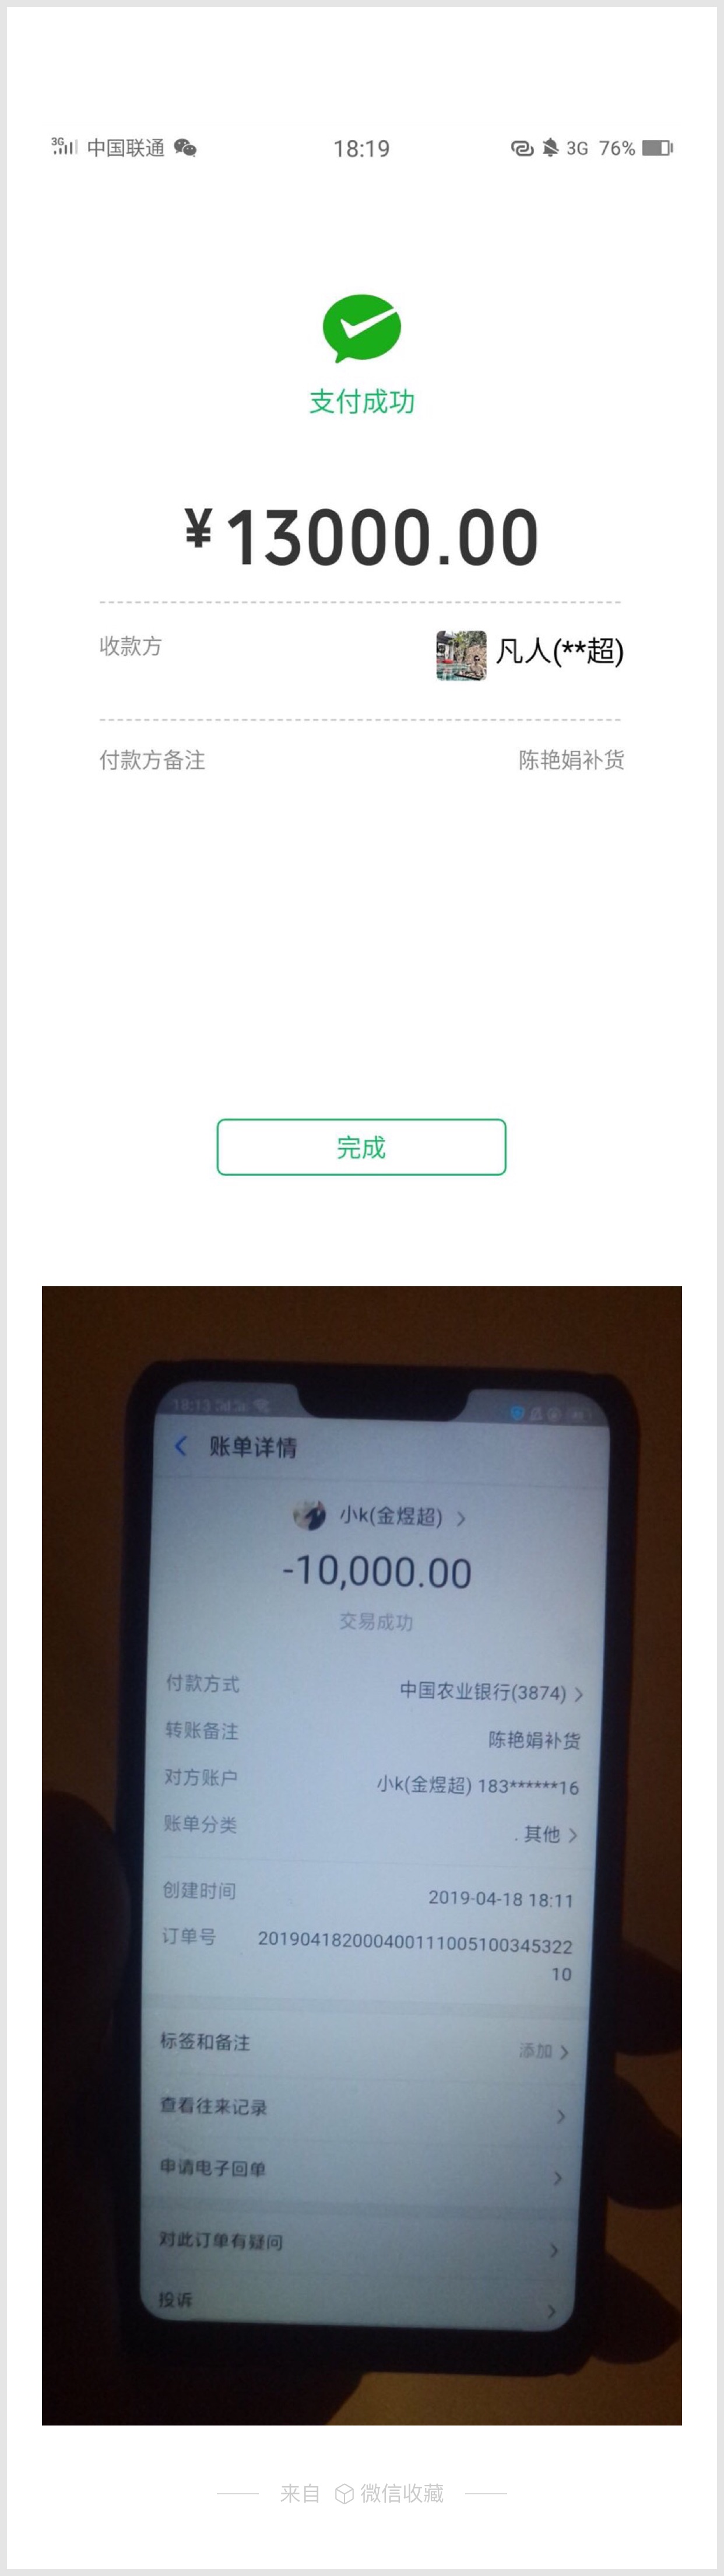 3G 中国联通 18:19 3G 76%
支付成功
¥13000.00
收款方 凡人(**超)
付款方备注 陈艳娟补货
完成
18:13
账单详情
小k(金煜超)
-10,000.00
交易成功
付款方式 中国农业银行(3874)
转账备注 陈艳娟补货
对方账户 小k(金煜超) 183******16
账单分类 . 其他
创建时间 2019-04-18 18:11
订单号 2019041820004001111005100345322
10
标签和备注 添加
查看往来记录
申请电子回单
对此订单有疑问
投诉
来自 微信收藏